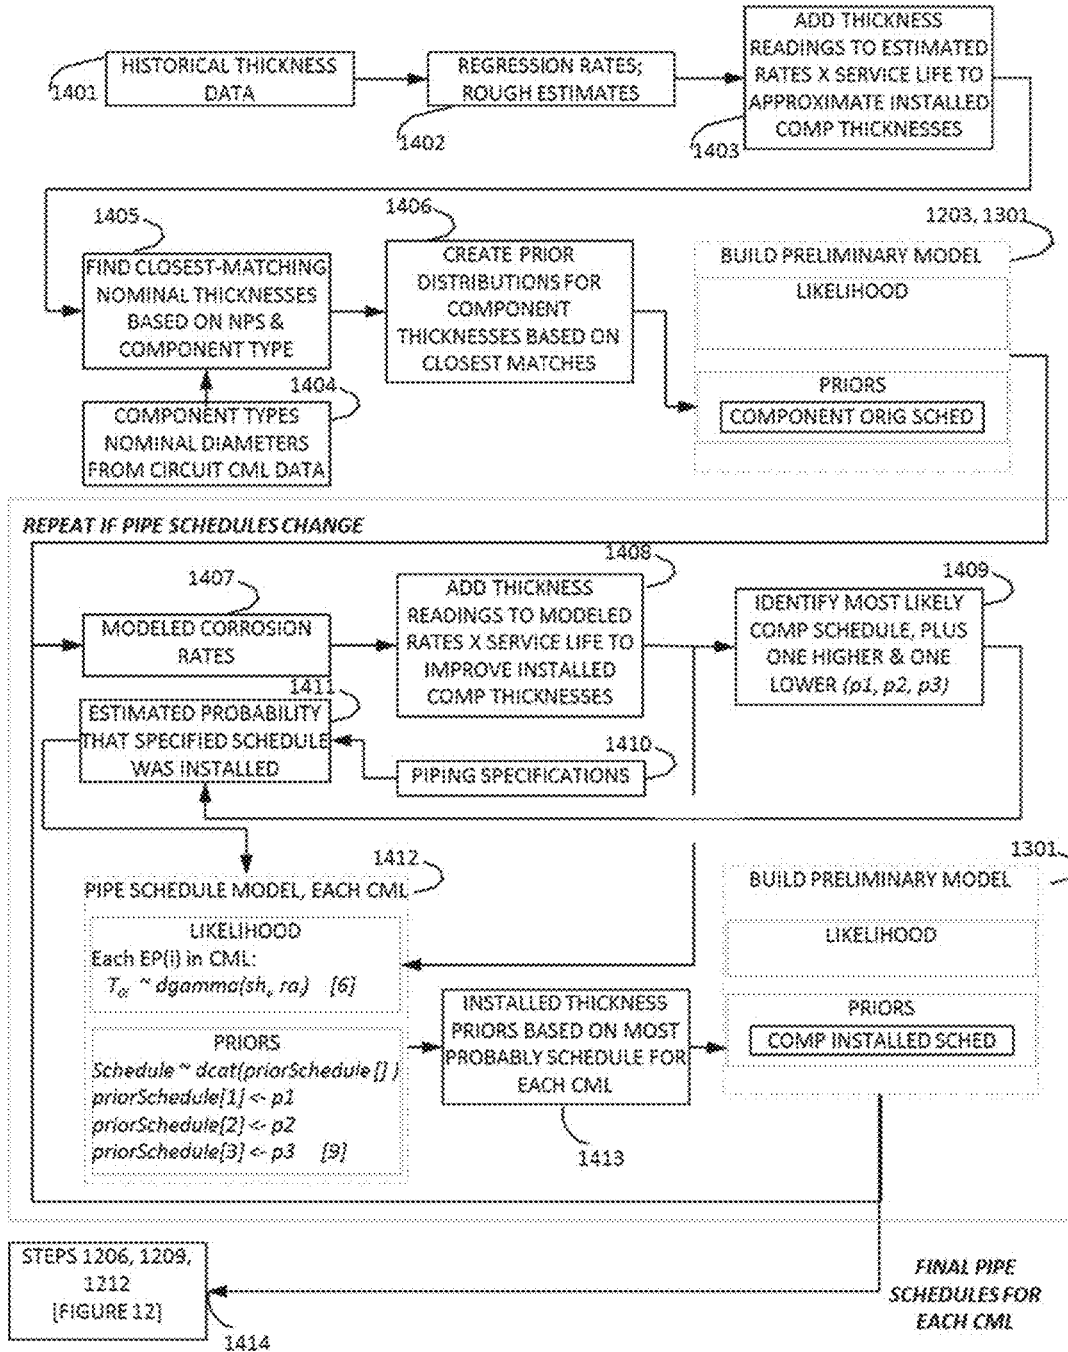 HISTORICAL THICKNESS
DATA
1401
REGRESSION RATES;
ROUGH ESTIMATES
1402
ADD THICKNESS
READINGS TO ESTIMATED
RATES X SERVICE LIFE TO
APPROXIMATE INSTALLED
COMP THICKNESSES
1403
1405
FIND CLOSEST-MATCHING
NOMINAL THICKNESSES
BASED ON NPS &
COMPONENT TYPE
1406
CREATE PRIOR
DISTRIBUTIONS FOR
COMPONENT
THICKNESSES BASED ON
CLOSEST MATCHES
1203, 1301
BUILD PRELIMINARY MODEL
LIKELIHOOD
PRIORS
COMPONENT ORIG SCHED
1404
COMPONENT TYPES
NOMINAL DIAMETERS
FROM CIRCUIT CML DATA
REPEAT IF PIPE SCHEDULES CHANGE
1407
MODELED CORROSION
RATES
1408
ADD THICKNESS
READINGS TO MODELED
RATES X SERVICE LIFE TO
IMPROVE INSTALLED
COMP THICKNESSES
1409
IDENTIFY MOST LIKELY
COMP SCHEDULE, PLUS
ONE HIGHER & ONE
LOWER (p1, p2, p3)
1411
ESTIMATED PROBABILITY
THAT SPECIFIED SCHEDULE
WAS INSTALLED
1410
PIPING SPECIFICATIONS
1412
PIPE SCHEDULE MODEL, EACH CML
LIKELIHOOD
Each EP(i) in CML:
~ dgamma(sh, ra) [6]
PRIORS
Schedule ~ dcat(priorSchedule [] )
priorSchedule[1] <- p1
priorSchedule[2] <- p2
priorSchedule[3] <- p3 [9]
INSTALLED THICKNESS
PRIORS BASED ON MOST
PROBABLY SCHEDULE FOR
EACH CML
1413
1301
BUILD PRELIMINARY MODEL
LIKELIHOOD
PRIORS
COMP INSTALLED SCHED
STEPS 1206, 1209,
1212
[FIGURE 12]
1414
FINAL PIPE
SCHEDULES FOR
EACH CML